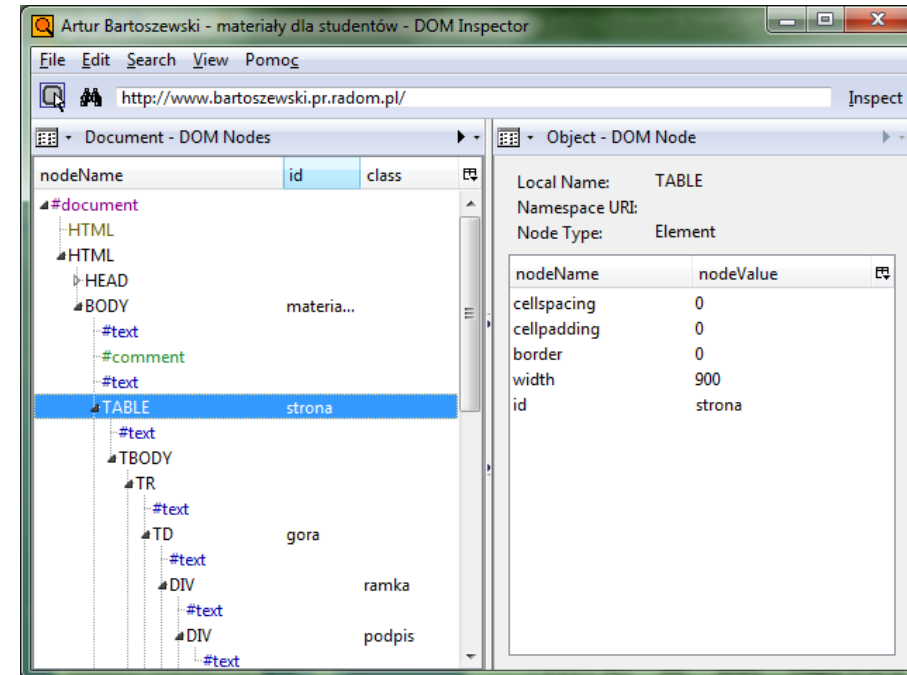 Artur Bartoszewski - materiały dla studentów - DOM Inspector
File Edit Search View Pomoc
http://www.bartoszewski.pr.radom.pl/ Inspect
Document - DOM Nodes
nodeName id class
#document
HTML
HTML
HEAD
BODY materia...
#text
#comment
#text
TABLE strona
#text
TBODY
TR
#text
TD gora
#text
DIV ramka
#text
DIV podpis
#text
Object - DOM Node
Local Name: TABLE
Namespace URI:
Node Type: Element
nodeName nodeValue
cellspacing 0
cellpadding 0
border 0
width 900
id strona